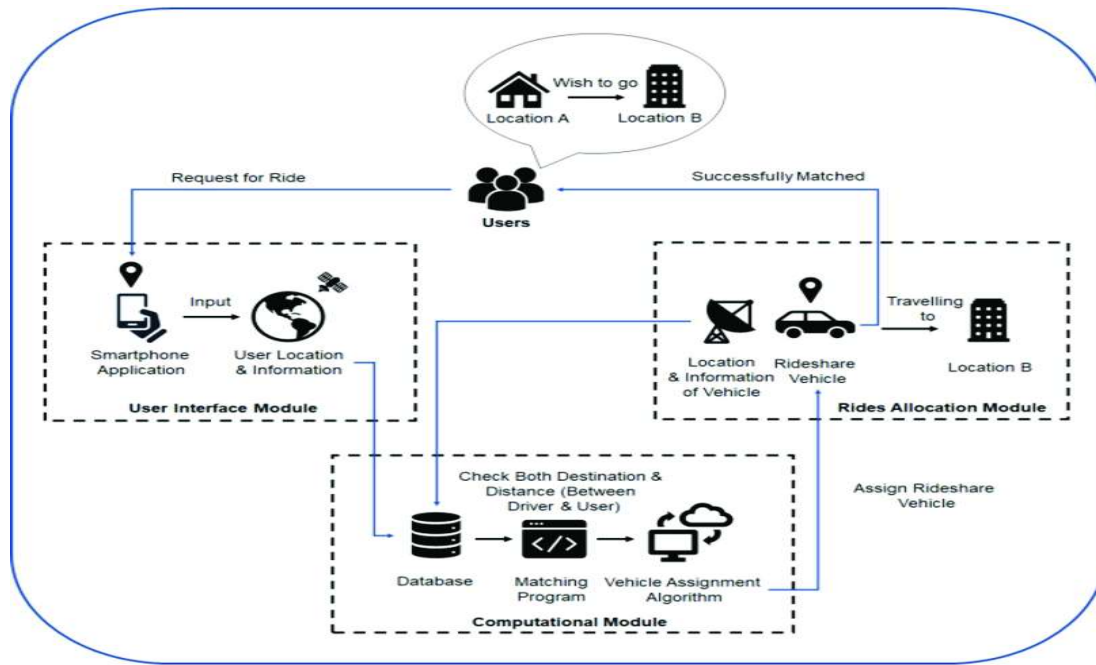 Wish to go
Location A
Location B
Request for Ride
Successfully Matched
Users
Input
Smartphone
Application
User Location
& Information
User Interface Module
Travelling
to
Location
& Information
of Vehicle
Rideshare
Vehicle
Location B
Rides Allocation Module
Check Both Destination &
Distance (Between
Driver & User)
Assign Rideshare
Vehicle
Database
Matching
Program
Vehicle Assignment
Algorithm
Computational Module